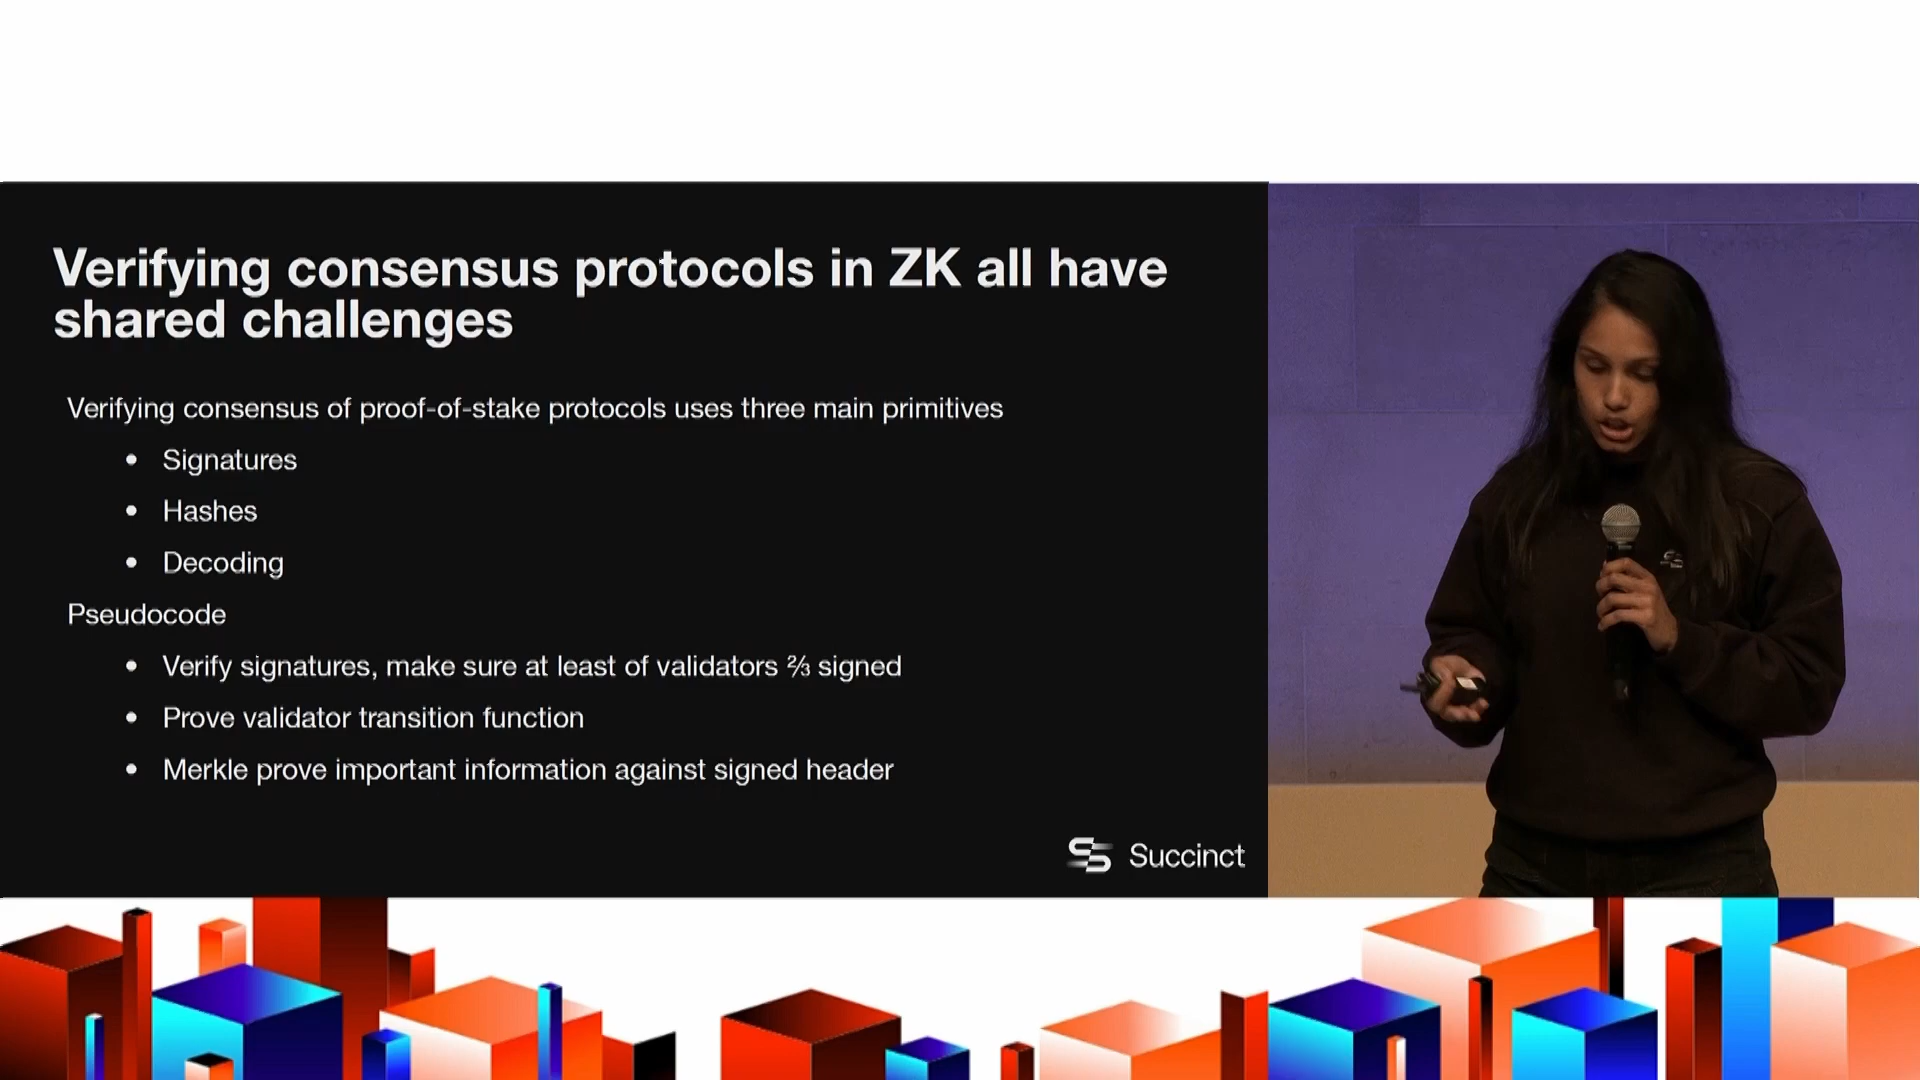 Verifying consensus protocols in ZK all have
shared challenges
Verifying consensus of proof-of-stake protocols uses three main primitives
• Signatures
• Hashes
• Decoding
Pseudocode
• Verify signatures, make sure at least of validators ⅔ signed
• Prove validator transition function
• Merkle prove important information against signed header
Succinct